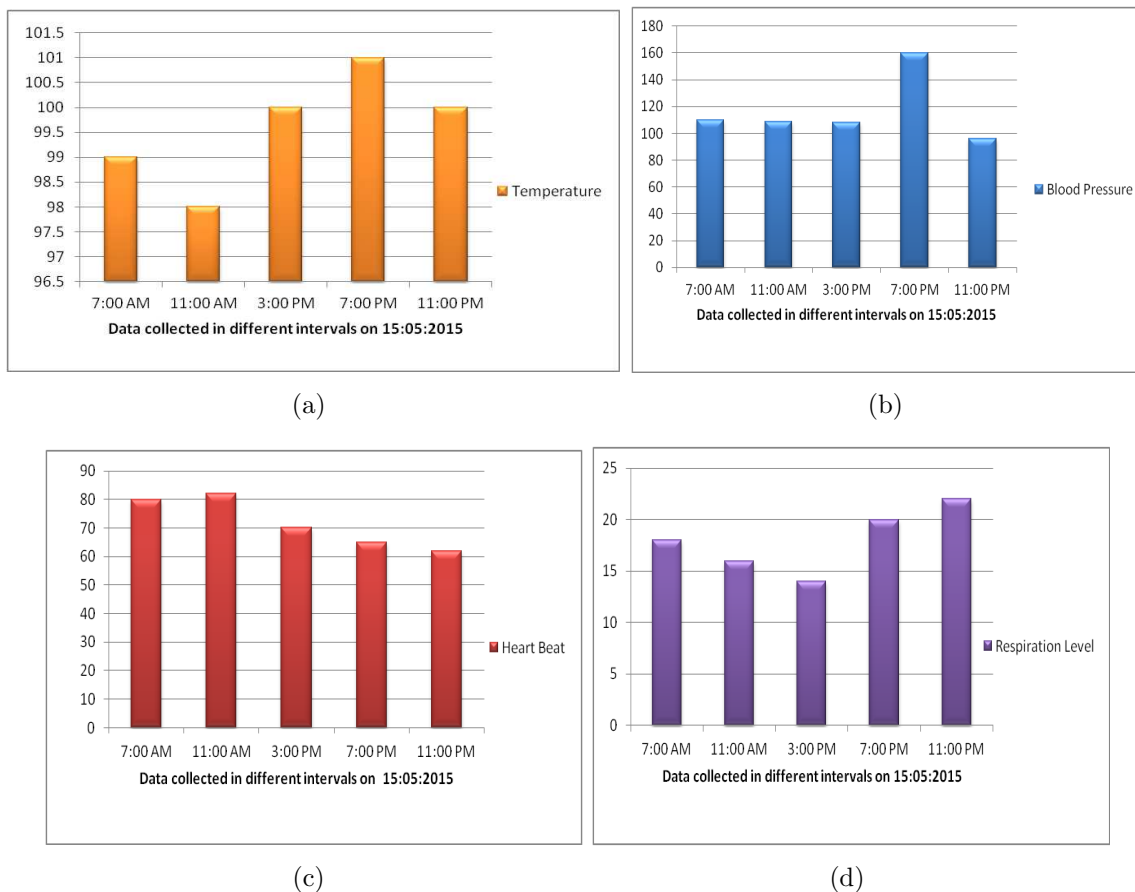 101.5
101
100.5
100
99.5
99
98.5
98
97.5
97
96.5
7:00 AM 11:00 AM 3:00 PM 7:00 PM 11:00 PM
Data collected in different intervals on 15:05:2015
Temperature
(a)
180
160
140
120
100
80
60
40
20
0
7:00 AM 11:00 AM 3:00 PM 7:00 PM 11:00 PM
Data collected in different intervals on 15:05:2015
Blood Pressure
(b)
90
80
70
60
50
40
30
20
10
0
7:00 AM 11:00 AM 3:00 PM 7:00 PM 11:00 PM
Data collected in different intervals on 15:05:2015
Heart Beat
(c)
25
20
15
10
5
0
7:00 AM 11:00 AM 3:00 PM 7:00 PM 11:00 PM
Data collected in different intervals on 15:05:2015
Respiration Level
(d)